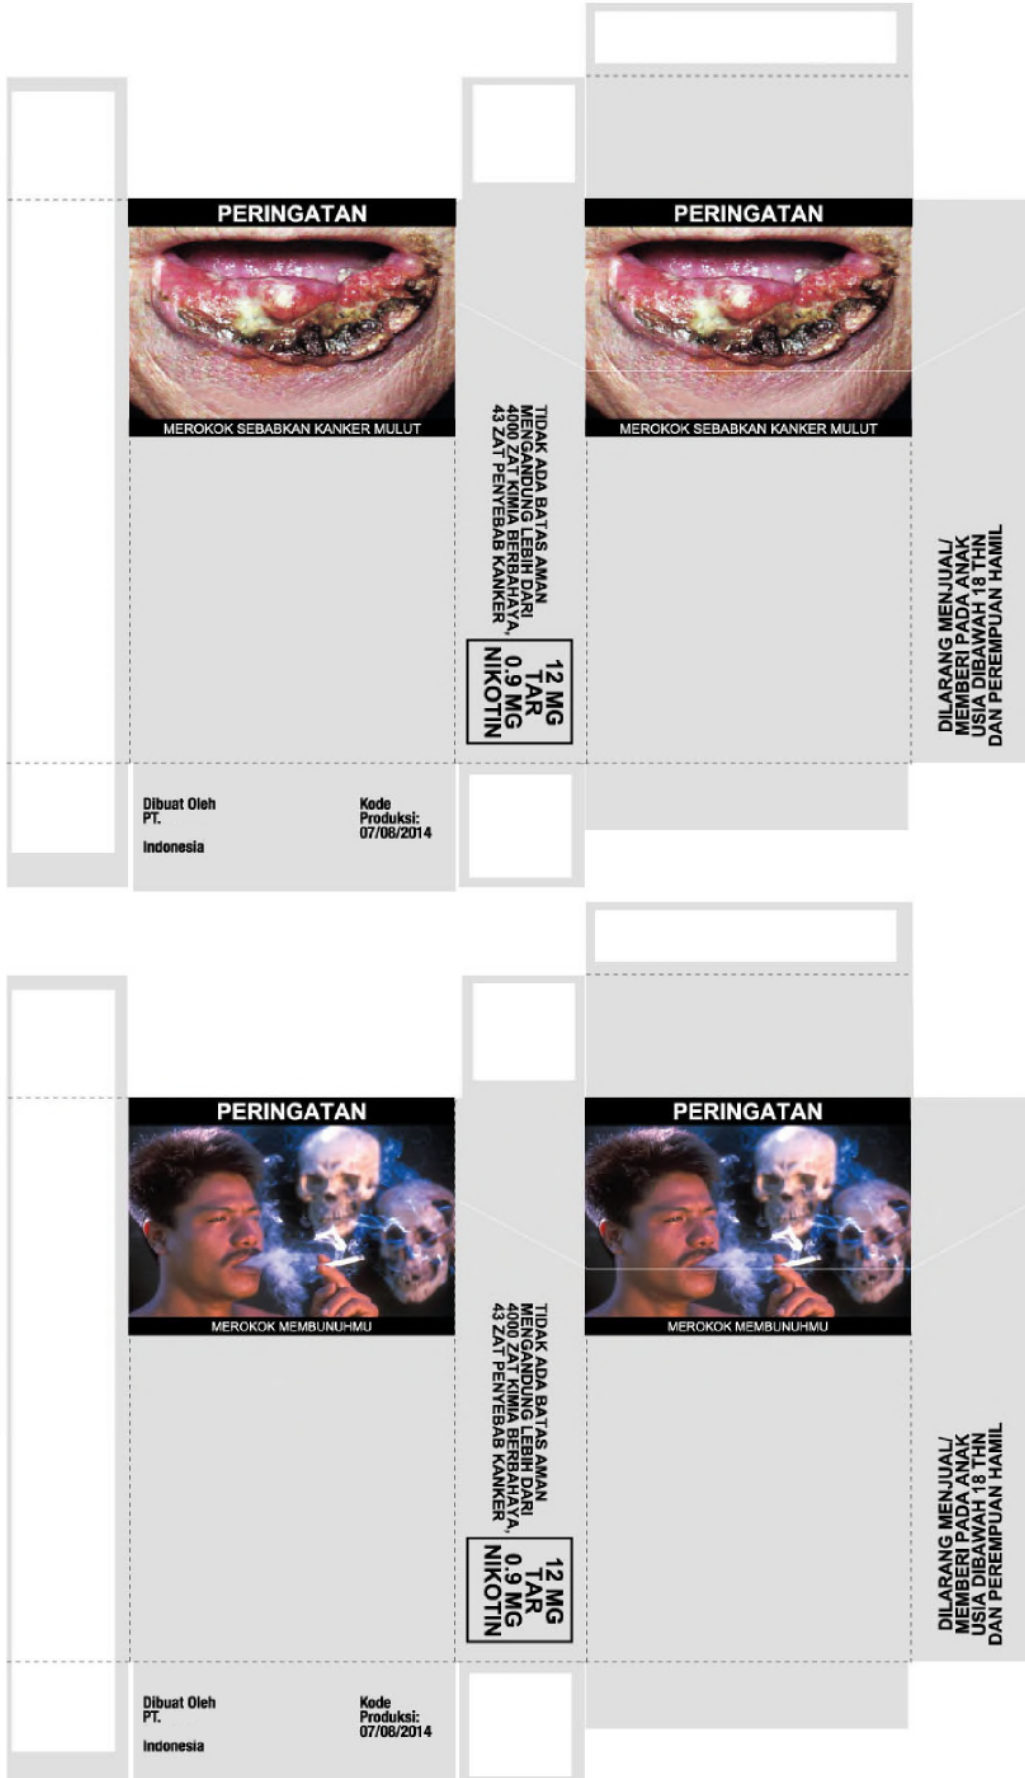 PERINGATAN
MEROKOK SEBABKAN KANKER MULUT
TIDAK ADA BATAS AMAN
MENGANDUNG LEBIH DARI
4000 ZAT KIMIA BERBAHAYA,
43 ZAT PENYEBAB KANKER
12 MG
TAR
0.9 MG
NIKOTIN
PERINGATAN
MEROKOK SEBABKAN KANKER MULUT
DILARANG MENJUAL/
MEMBERI PADA ANAK
USIA DIBAWAH 18 THN
DAN PEREMPUAN HAMIL
Dibuat Oleh
PT.
Indonesia
Kode
Produksi:
07/08/2014
PERINGATAN
MEROKOK MEMBUNUHMU
TIDAK ADA BATAS AMAN
MENGANDUNG LEBIH DARI
4000 ZAT KIMIA BERBAHAYA,
43 ZAT PENYEBAB KANKER
12 MG
TAR
0.9 MG
NIKOTIN
PERINGATAN
MEROKOK MEMBUNUHMU
DILARANG MENJUAL/
MEMBERI PADA ANAK
USIA DIBAWAH 18 THN
DAN PEREMPUAN HAMIL
Dibuat Oleh
PT.
Indonesia
Kode
Produksi:
07/08/2014